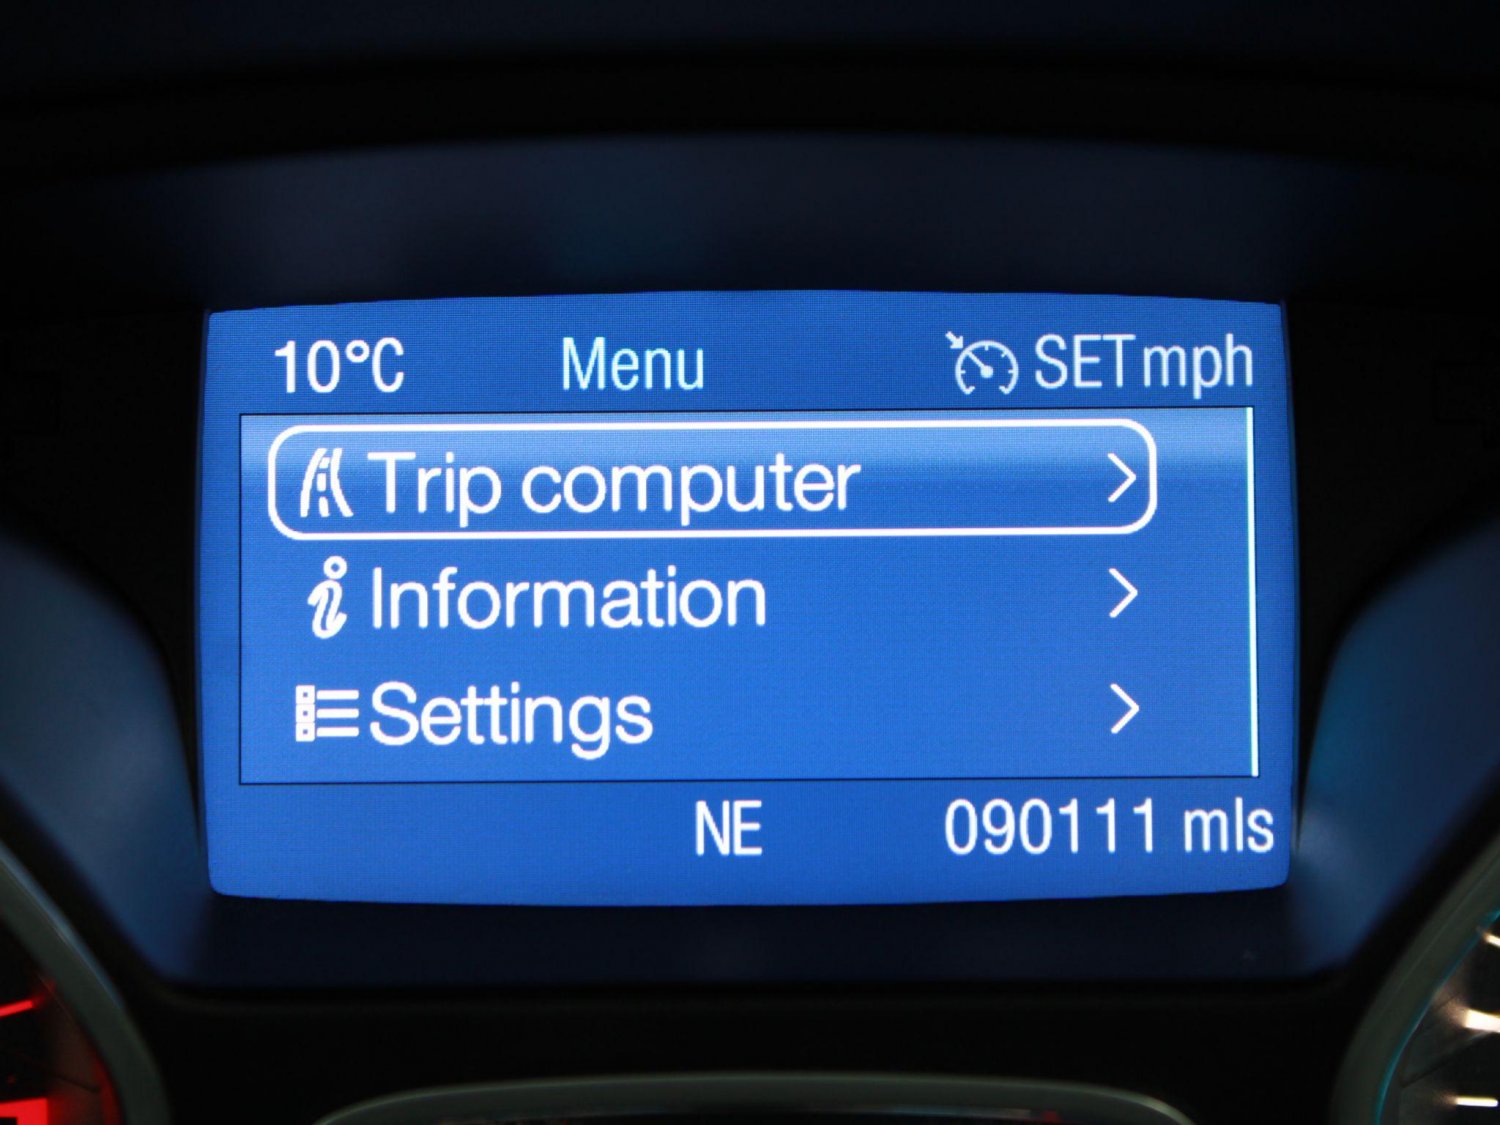 10°C Menu SET mph
Trip computer
Information
Settings
NE 090111 mls